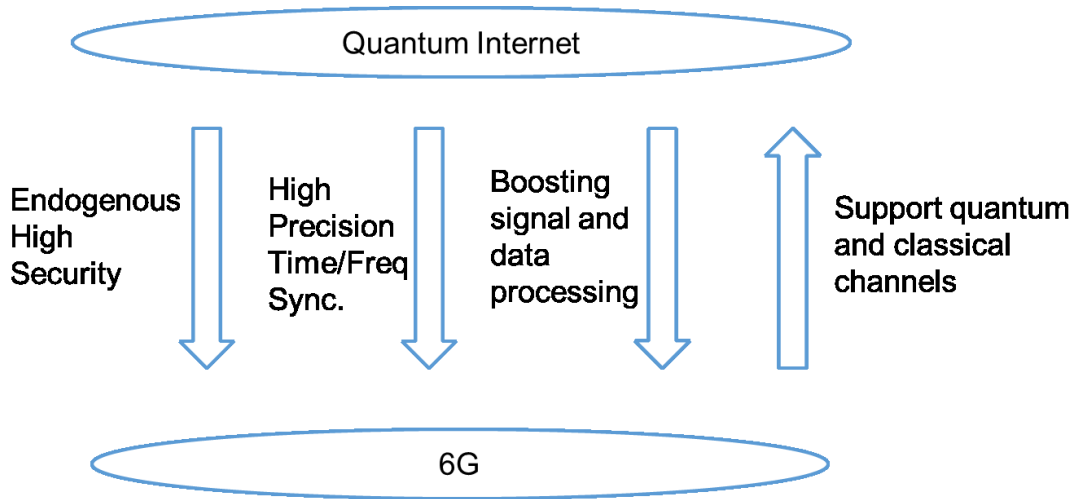 Quantum Internet
Endogenous
High
Security
High
Precision
Time/Freq
Sync.
Boosting
signal and
data
processing
Support quantum
and classical
channels
6G